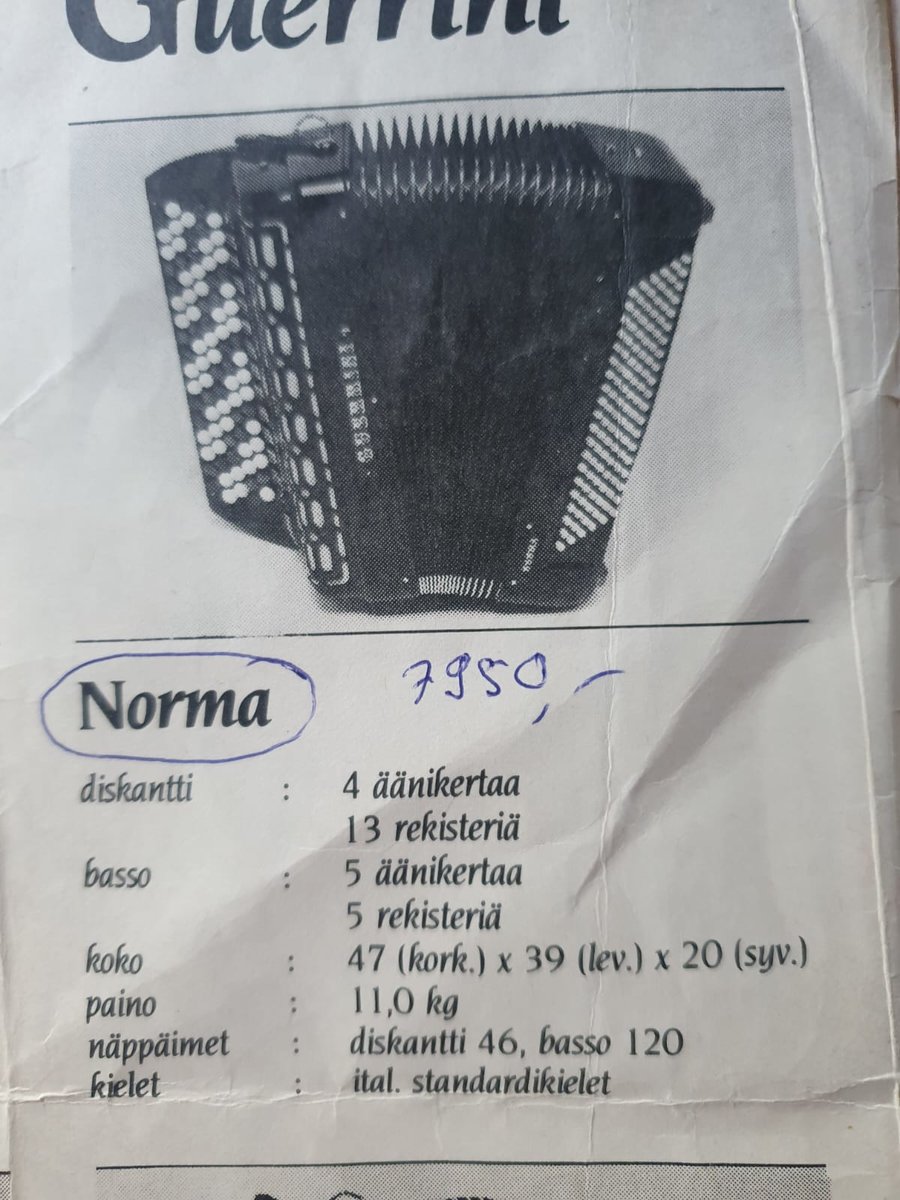 Guerrini
GUERRINI
Norma 7950,-
diskantti : 4 äänikertaa
13 rekisteriä
basso : 5 äänikertaa
5 rekisteriä
koko : 47 (kork.) x 39 (lev.) x 20 (syv.)
paino : 11,0 kg
näppäimet : diskantti 46, basso 120
kielet : ital. standardikielet